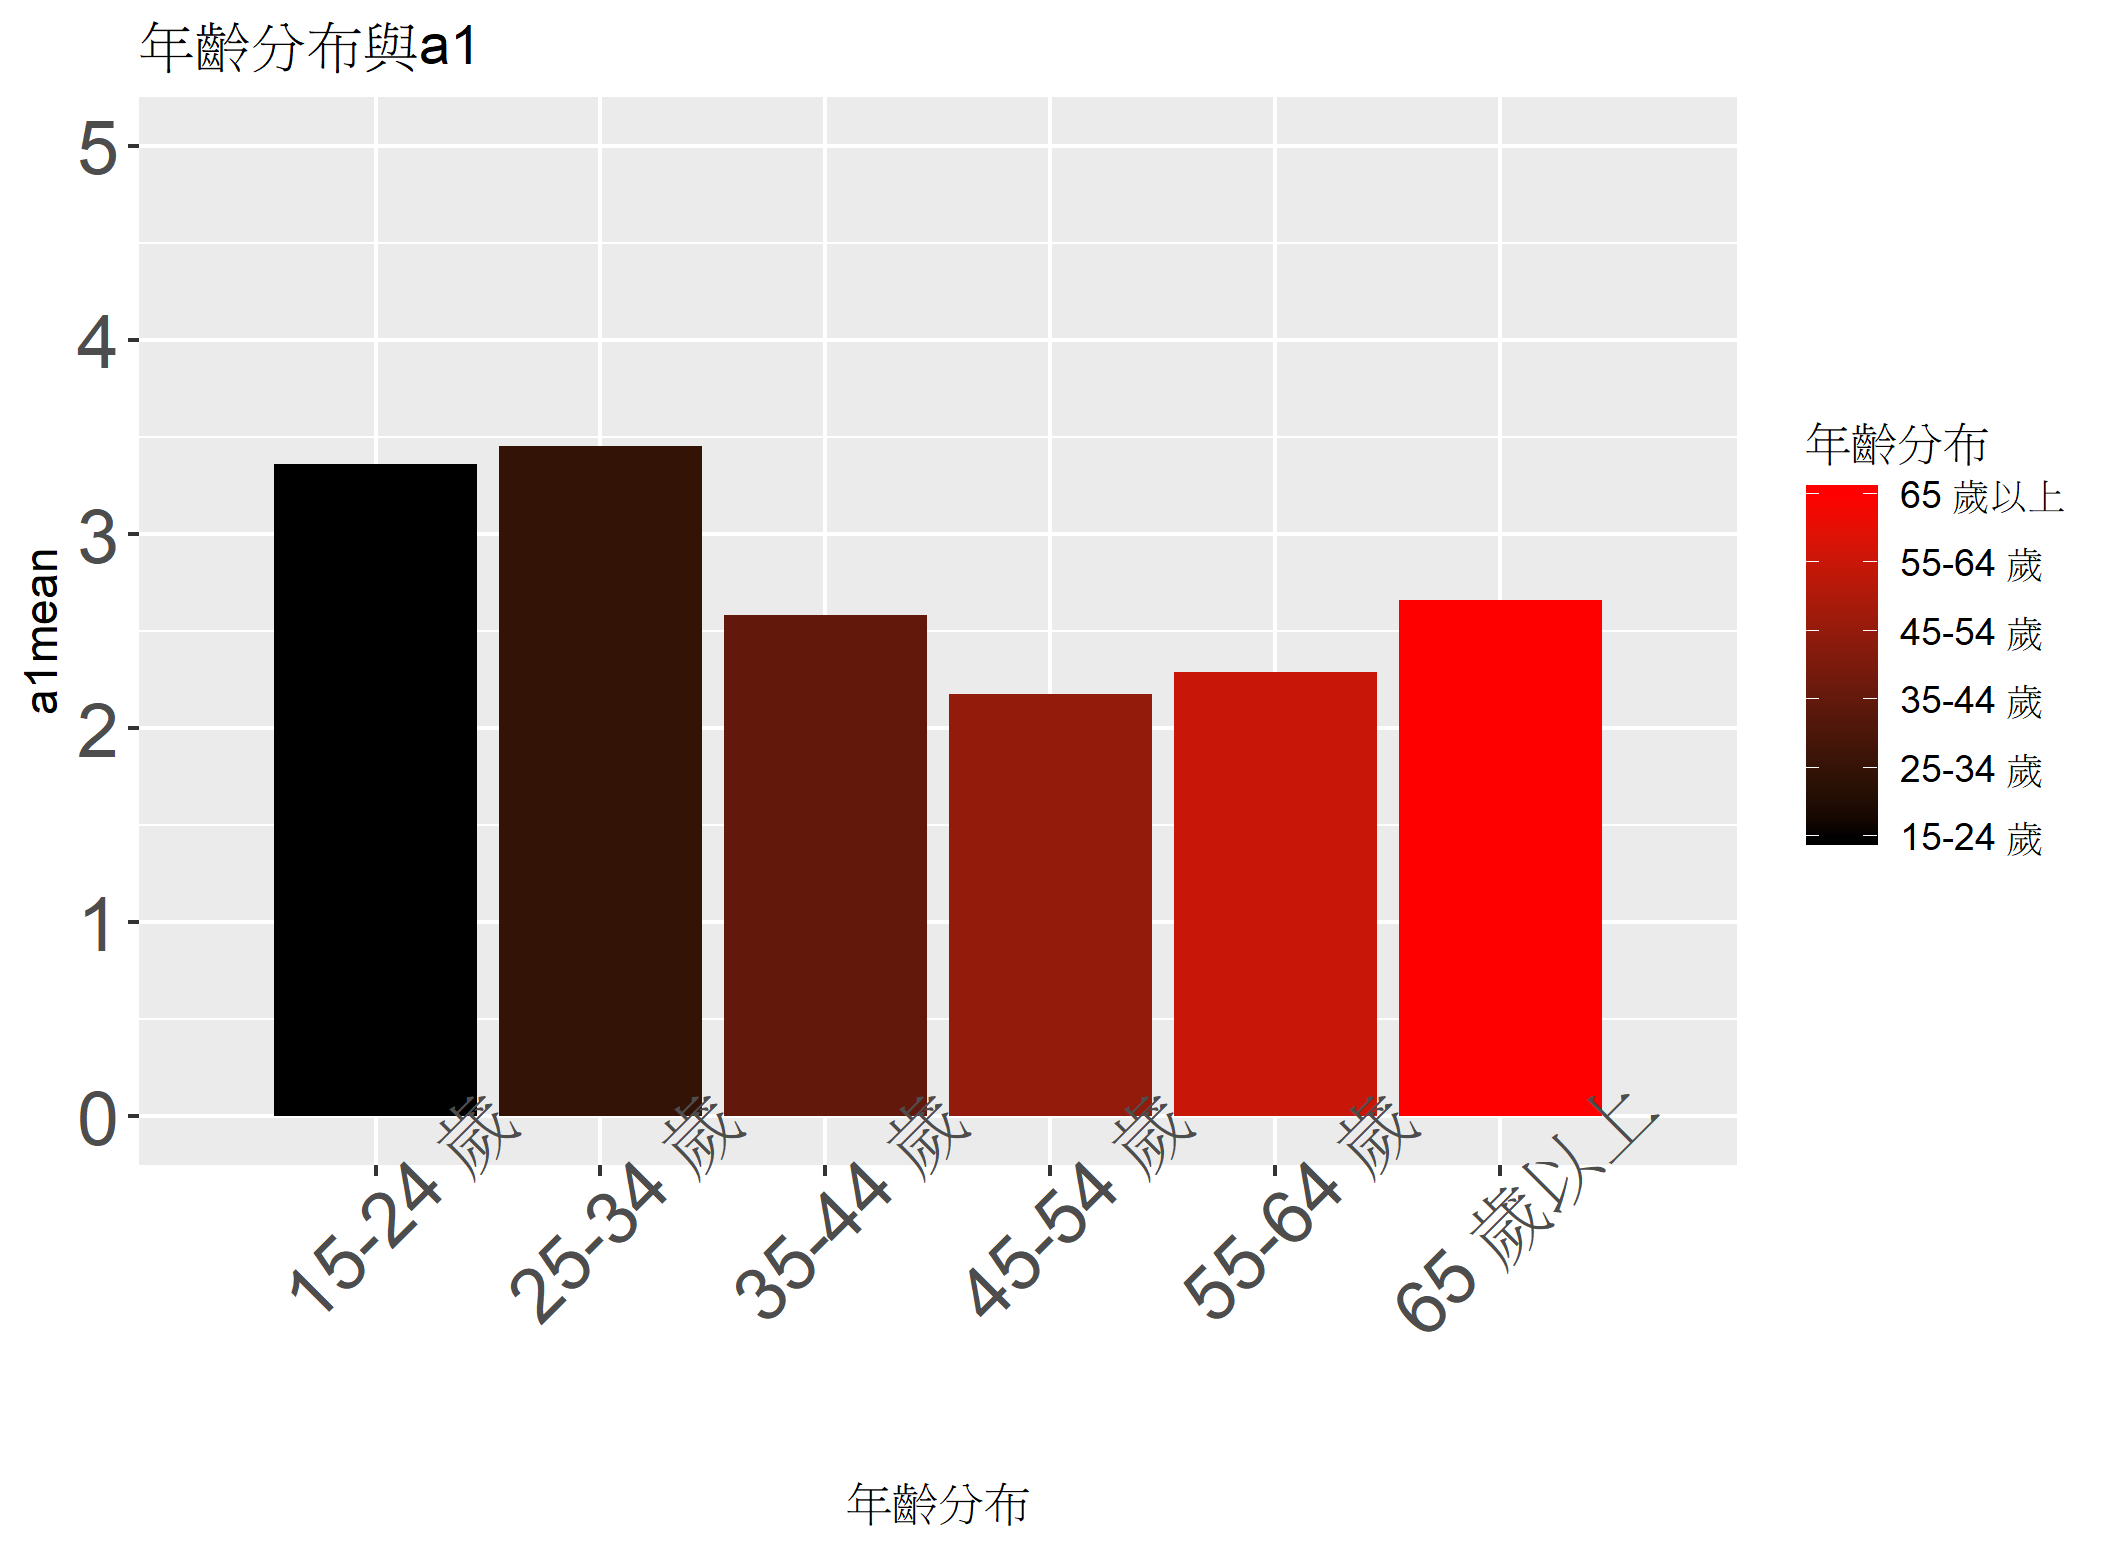 年齡分布與a1
5
4
3
2
1
0
a1mean
15-24 歲
25-34 歲
35-44 歲
45-54 歲
55-64 歲
65 歲以上
年齡分布
年齡分布
65 歲以上
55-64 歲
45-54 歲
35-44 歲
25-34 歲
15-24 歲